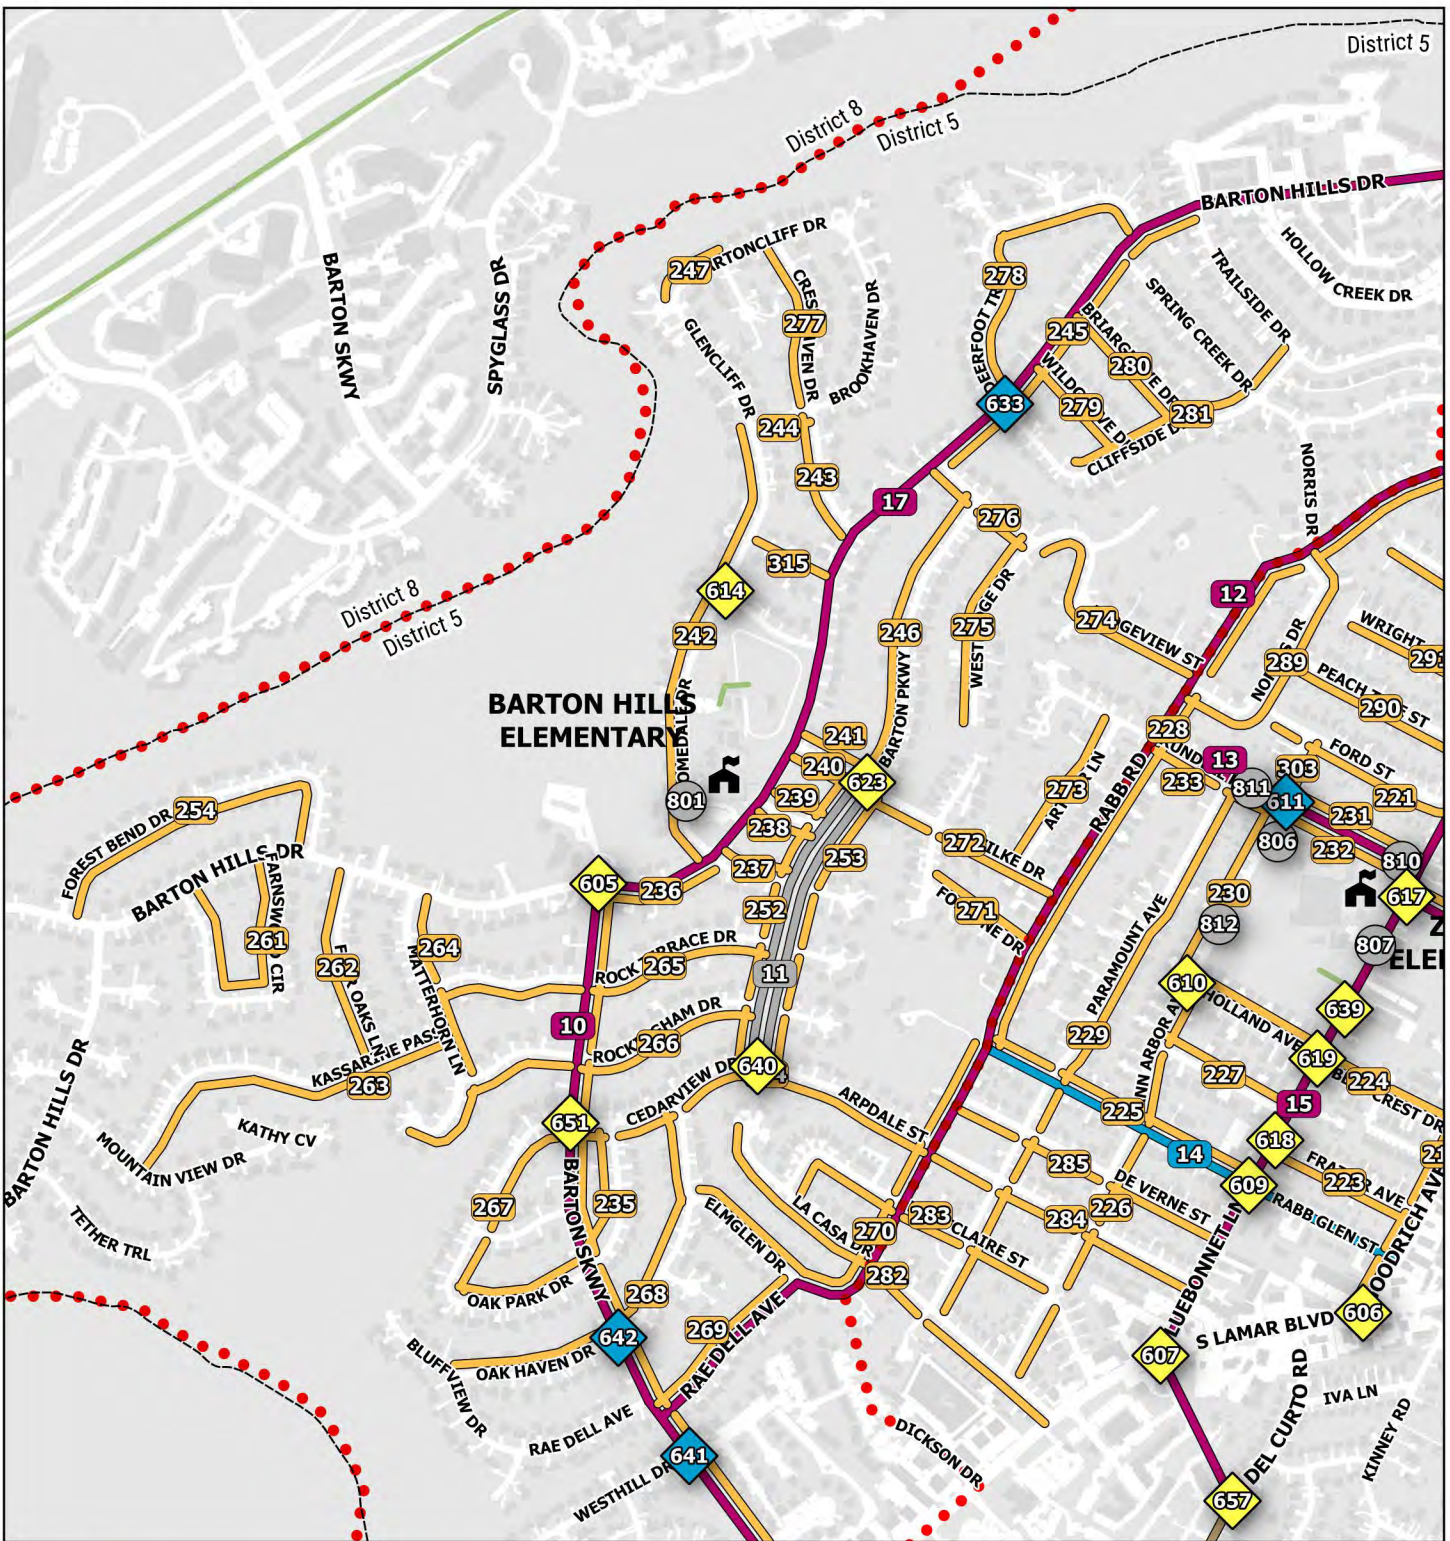 District 5
District 8
District 5
BARTON HILLS DR
HOLLOW CREEK DR
TRAILSIDE DR
SPRING CREEK DR
BARTON SKWY
SPYGLASS DR
247
277
BROOKHAVEN DR
GLENCLIFF DR
278
245
280
279
281
CLIFFSIDE
633
244
243
17
276
NORRIS DR
315
614
12
District 8
District 5
242
246
275
274
289
WRIGHT
PEACH
ST
290
BARTON HILLS
ELEMENTARY
BARTON PKWY
241
240
623
239
238
237
253
228
13
303
FORD ST
233
811
611
221
231
806
232
810
273
RABB RD
801
254
FOREST BEND DR
BARTON HILLS DR
605
236
272
271
252
230
812
617
807
261
262
264
265
11
PARAMOUNT AVE
610
HOLLAND AVE
639
MATTERHORN LN
10
266
640
229
619
227
224
KASSARINE PASS
263
CEDARVIEW
651
ARPDALE ST
225
15
618
14
BARTON HILLS DR
KATHY CV
MOUNTAIN VIEW DR
285
DE VERNE ST
609
223
267
235
LA CASA DR
283
284
226
270
CLAIRE ST
RABB GLEN ST
TETHER TRL
BARTON SKWY
ELMGLEN DR
282
OAK PARK DR
268
606
642
269
RAE DELL AVE
S LAMAR BLVD
607
OAK HAVEN DR
BLUFFVIEW DR
DEL CURTO RD
IVA LN
KINNEY RD
RAE DELL AVE
641
WESTHILL DR
DICKSON DR
657